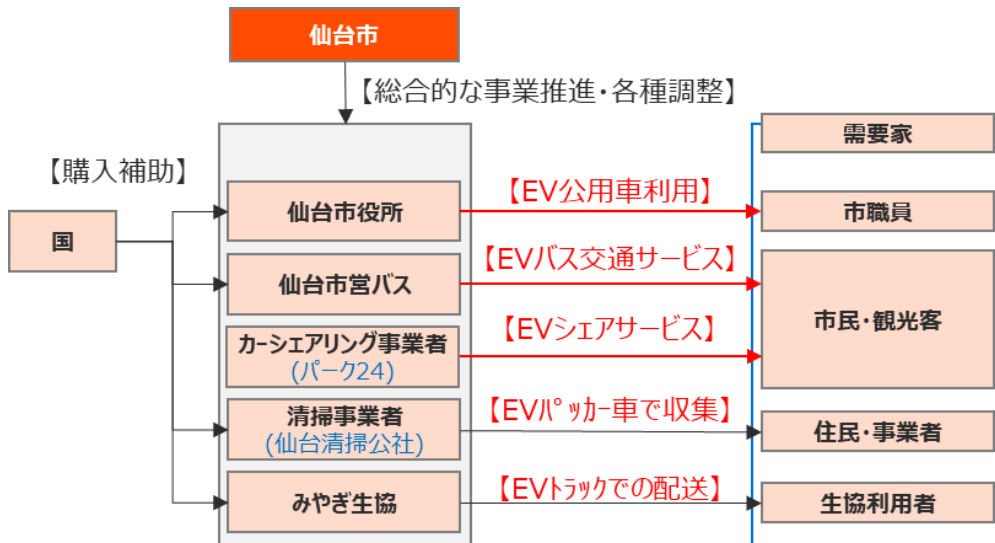 仙台市
【総合的な事業推進・各種調整】
需要家
【購入補助】
国
仙台市役所
【EV公用車利用】
市職員
仙台市営バス
【EVバス交通サービス】
市民・観光客
カーシェアリング事業者
(パーク24)
【EVシェアサービス】
清掃事業者
(仙台清掃公社)
【EVパッカー車で収集】
住民・事業者
みやぎ生協
【EVトラックでの配送】
生協利用者